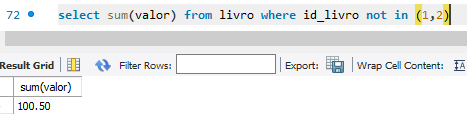 72 select sum(valor) from livro where id_livro not in (1,2)
Result Grid Filter Rows: Export: Wrap Cell Content:
sum(valor)
100.50